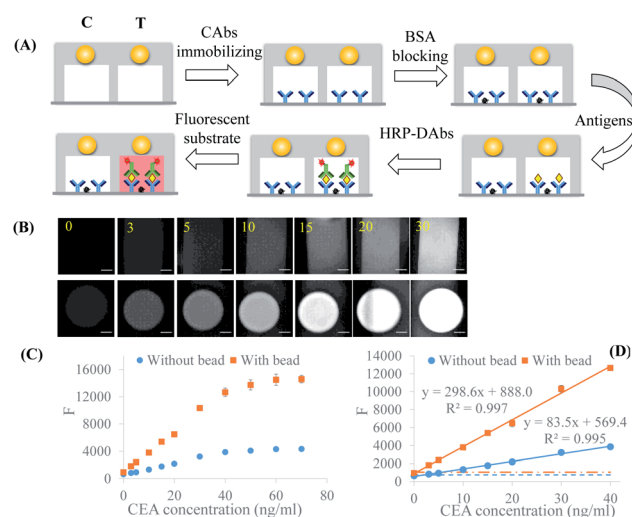 (A)
C T
CAbs
immobilizing
BSA
blocking
Antigens
HRP-DAbs
Fluorescent
substrate
(B)
0 3 5 10 15 20 30
(C)
Without bead With bead
16000
12000
8000
4000
0
F
0 20 40 60 80
CEA concentration (ng/ml)
(D)
Without bead With bead
14000
12000
10000
8000
6000
4000
2000
0
F
y = 298.6x + 888.0
R² = 0.997
y = 83.5x + 569.4
R² = 0.995
0 10 20 30 40
CEA concentration (ng/ml)